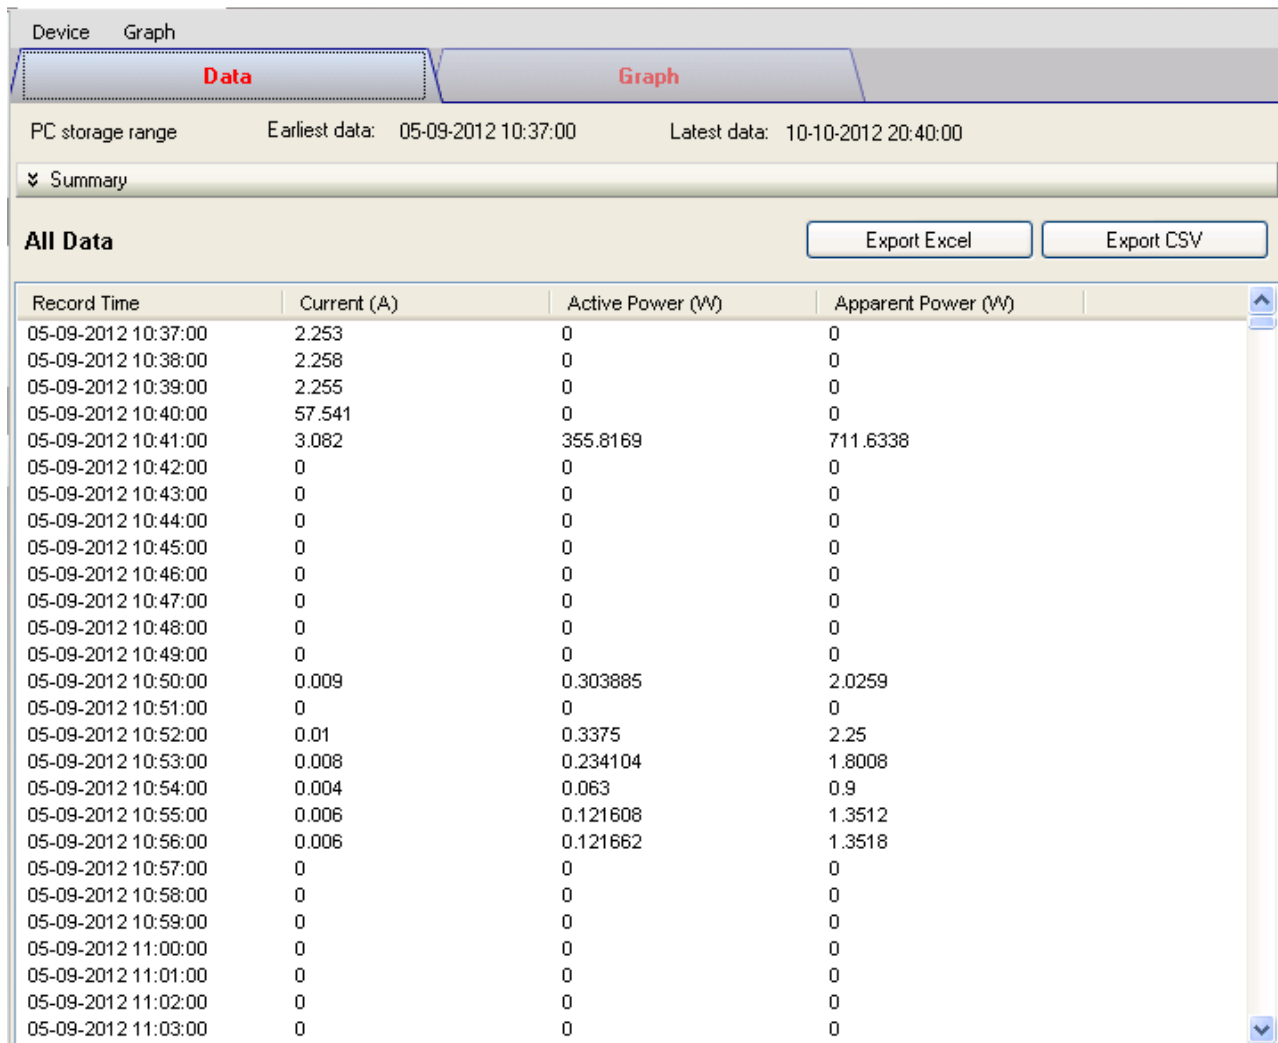 Device Graph
Data Graph
PC storage range Earliest data: 05-09-2012 10:37:00 Latest data: 10-10-2012 20:40:00
Summary
All Data Export Excel Export CSV
Record Time Current (A) Active Power (W) Apparent Power (W)
05-09-2012 10:37:00 2.253 0 0
05-09-2012 10:38:00 2.258 0 0
05-09-2012 10:39:00 2.255 0 0
05-09-2012 10:40:00 57.541 0 0
05-09-2012 10:41:00 3.082 355.8169 711.6338
05-09-2012 10:42:00 0 0 0
05-09-2012 10:43:00 0 0 0
05-09-2012 10:44:00 0 0 0
05-09-2012 10:45:00 0 0 0
05-09-2012 10:46:00 0 0 0
05-09-2012 10:47:00 0 0 0
05-09-2012 10:48:00 0 0 0
05-09-2012 10:49:00 0 0 0
05-09-2012 10:50:00 0.009 0.303885 2.0259
05-09-2012 10:51:00 0 0 0
05-09-2012 10:52:00 0.01 0.3375 2.25
05-09-2012 10:53:00 0.008 0.234104 1.8008
05-09-2012 10:54:00 0.004 0.063 0.9
05-09-2012 10:55:00 0.006 0.121608 1.3512
05-09-2012 10:56:00 0.006 0.121662 1.3518
05-09-2012 10:57:00 0 0 0
05-09-2012 10:58:00 0 0 0
05-09-2012 10:59:00 0 0 0
05-09-2012 11:00:00 0 0 0
05-09-2012 11:01:00 0 0 0
05-09-2012 11:02:00 0 0 0
05-09-2012 11:03:00 0 0 0